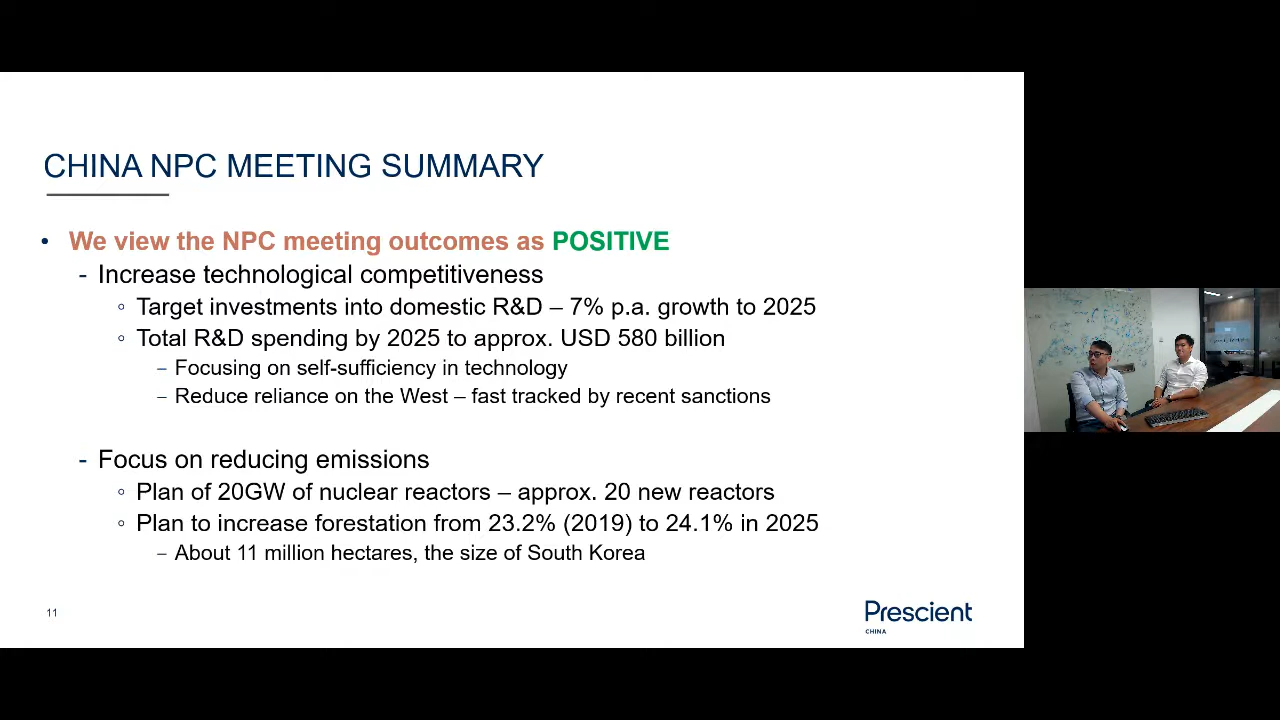 CHINA NPC MEETING SUMMARY
• We view the NPC meeting outcomes as POSITIVE
- Increase technological competitiveness
◦ Target investments into domestic R&D – 7% p.a. growth to 2025
◦ Total R&D spending by 2025 to approx. USD 580 billion
– Focusing on self-sufficiency in technology
– Reduce reliance on the West – fast tracked by recent sanctions
- Focus on reducing emissions
◦ Plan of 20GW of nuclear reactors – approx. 20 new reactors
◦ Plan to increase forestation from 23.2% (2019) to 24.1% in 2025
– About 11 million hectares, the size of South Korea
11
Prescient
CHINA